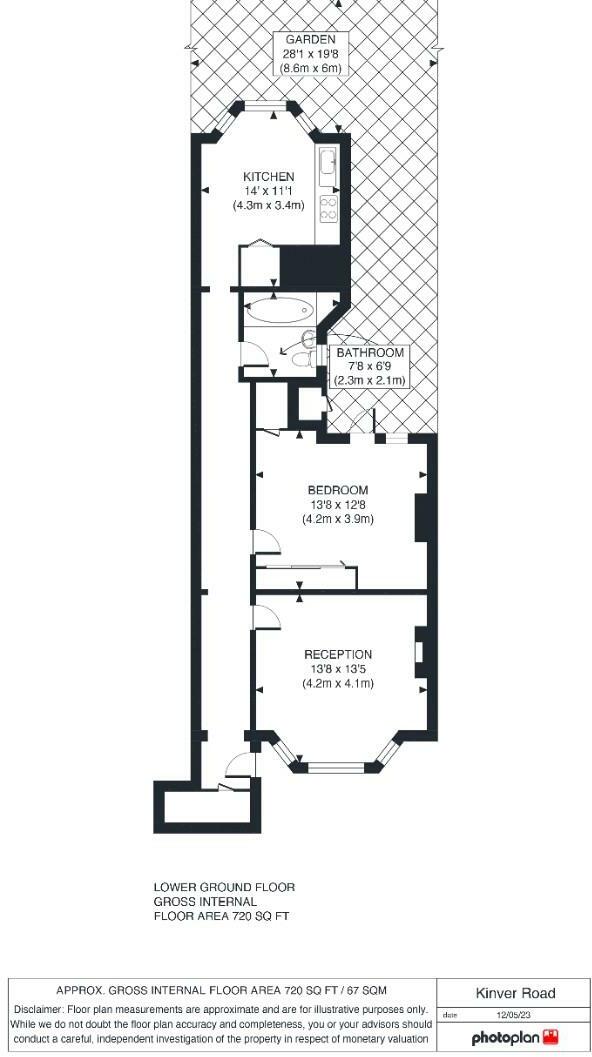 GARDEN
28'1 x 19'8
(8.6m x 6m)
KITCHEN
14' x 11'1
(4.3m x 3.4m)
BATHROOM
7'8 x 6'9
(2.3m x 2.1m)
BEDROOM
13'8 x 12'8
(4.2m x 3.9m)
RECEPTION
13'8 x 13'5
(4.2m x 4.1m)
LOWER GROUND FLOOR
GROSS INTERNAL
FLOOR AREA 720 SQ FT
APPROX. GROSS INTERNAL FLOOR AREA 720 SQ FT / 67 SQM
Disclaimer: Floor plan measurements are approximate and are for illustrative purposes only.
While we do not doubt the floor plan accuracy and completeness, you or your advisors should
conduct a careful, independent investigation of the property in respect of monetary valuation
Kinver Road
date 12/05/23
photoplan